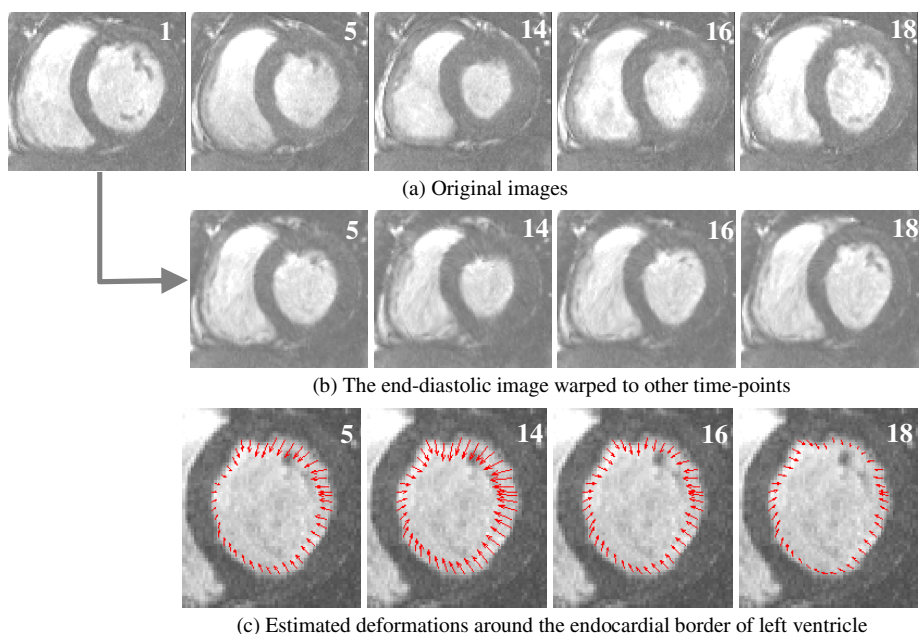 1 5 14 16 18
(a) Original images
5 14 16 18
(b) The end-diastolic image warped to other time-points
5 14 16 18
(c) Estimated deformations around the endocardial border of left ventricle